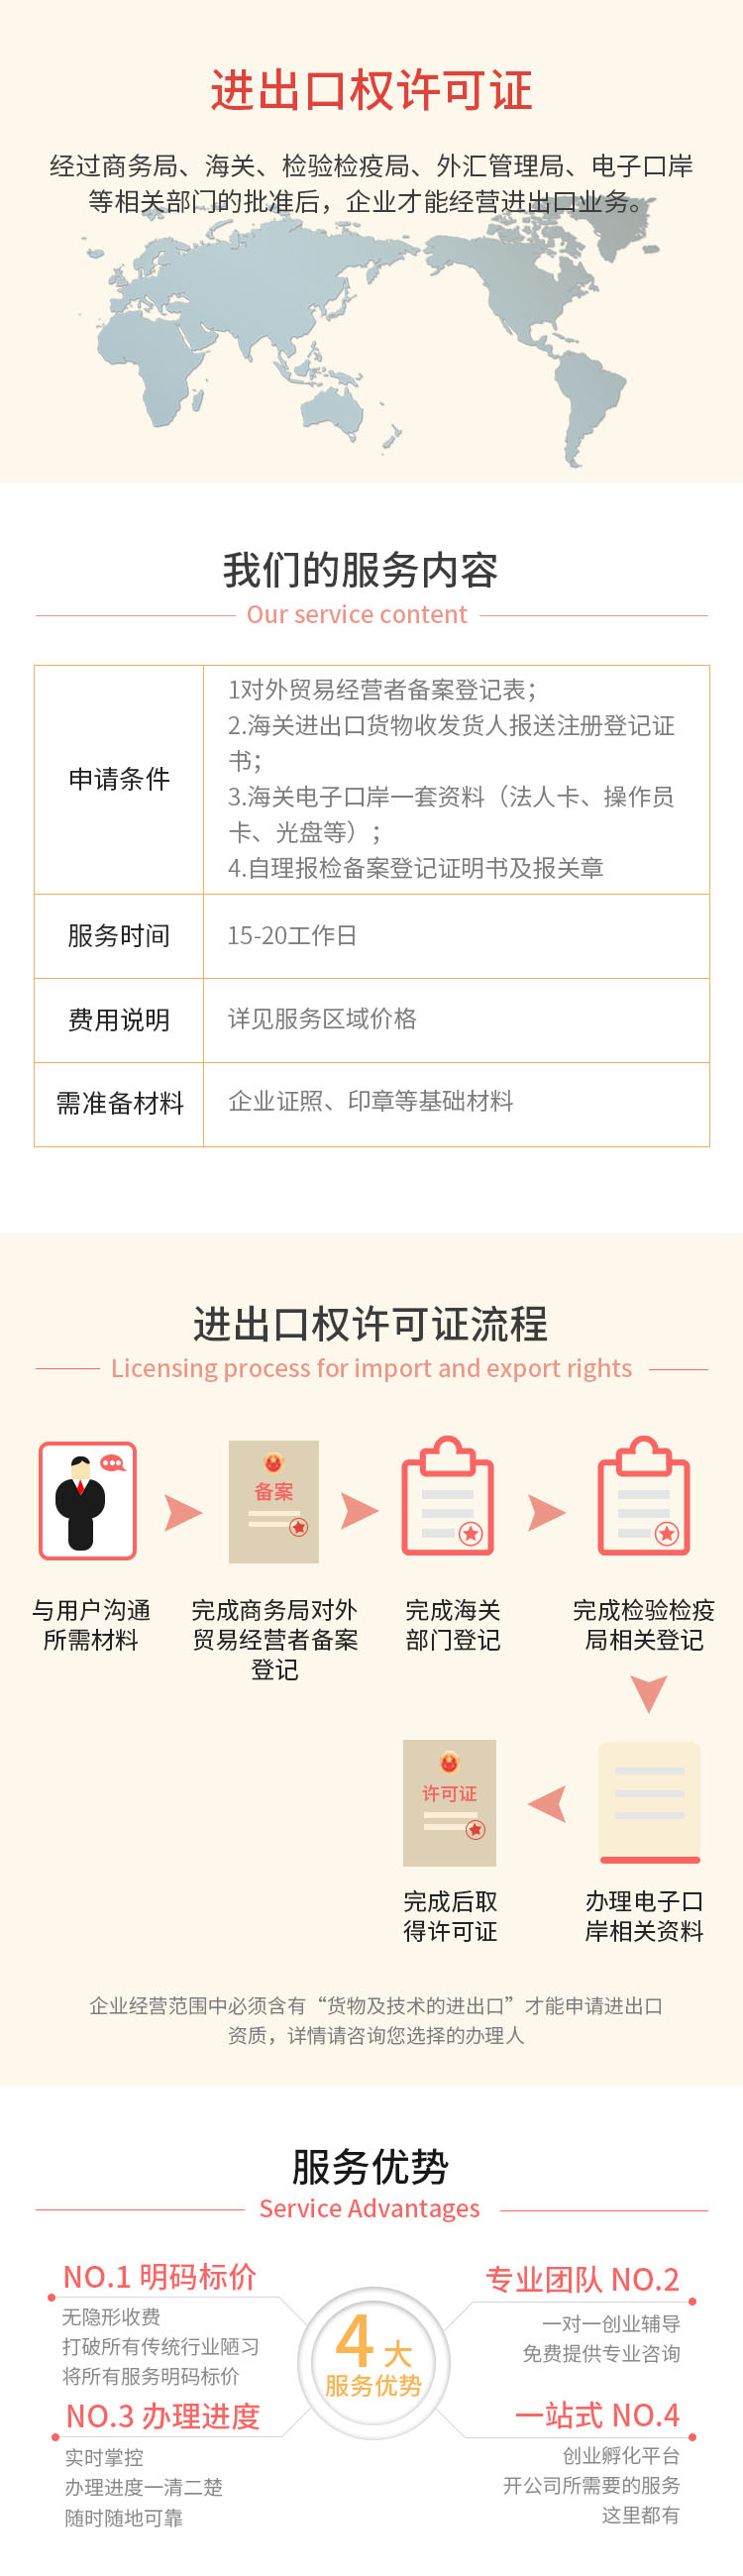 进出口权许可证
经过商务局、海关、检验检疫局、外汇管理局、电子口岸
等相关部门的批准后，企业才能经营进出口业务。
我们的服务内容
Our service content
申请条件
1对外贸易经营者备案登记表；
2.海关进出口货物收发货人报送注册登记证
书；
3.海关电子口岸一套资料（法人卡、操作员
卡、光盘等）；
4.自理报检备案登记证明书及报关章
服务时间
15-20工作日
费用说明
详见服务区域价格
需准备材料
企业证照、印章等基础材料
进出口权许可证流程
Licensing process for import and export rights
备案
与用户沟通
所需材料
完成商务局对外
贸易经营者备案
登记
完成海关
部门登记
完成检验检疫
局相关登记
许可证
完成后取
得许可证
办理电子口
岸相关资料
企业经营范围中必须含有“货物及技术的进出口”才能申请进出口
资质，详情请咨询您选择的办理人
服务优势
Service Advantages
NO.1 明码标价
无隐形收费
打破所有传统行业陋习
将所有服务明码标价
专业团队 NO.2
一对一创业辅导
免费提供专业咨询
4 大
服务优势
NO.3 办理进度
实时掌控
办理进度一清二楚
随时随地可靠
一站式 NO.4
创业孵化平台
开公司所需要的服务
这里都有